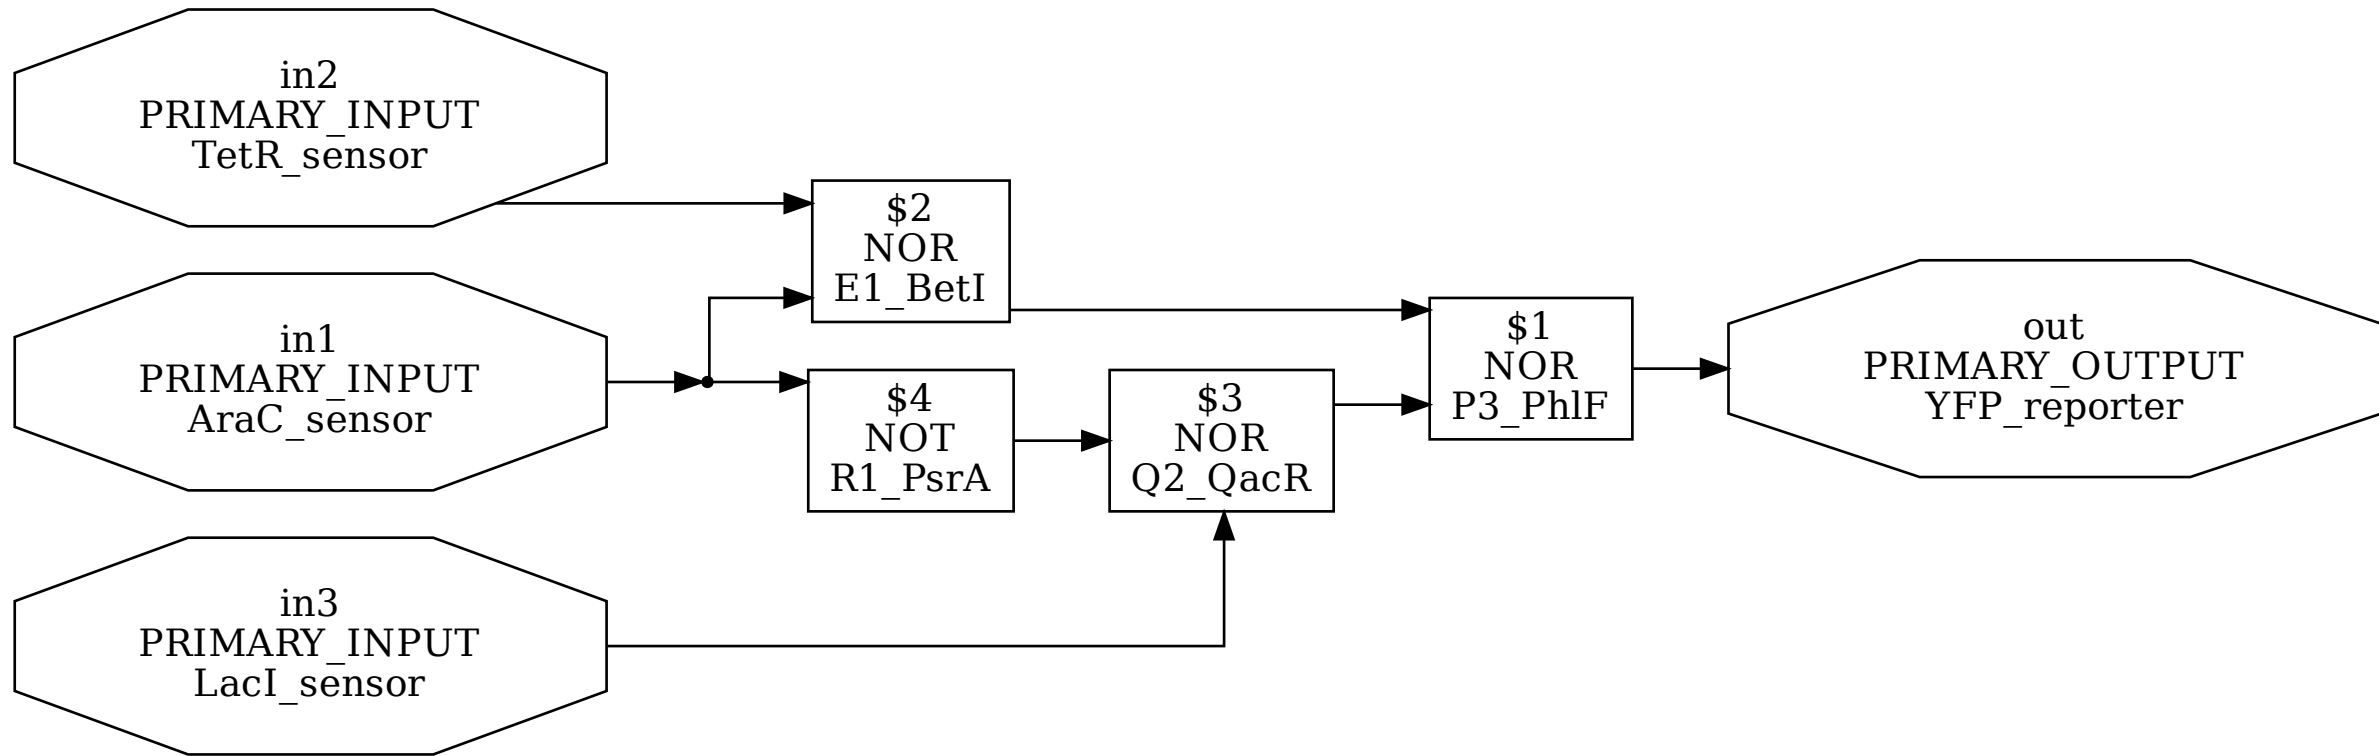 in2
PRIMARY_INPUT
TetR_sensor
$2
NOR
E1_BetI
in1
PRIMARY_INPUT
AraC_sensor
$4
NOT
R1_PsrA
$3
NOR
Q2_QacR
$1
NOR
P3_PhlF
out
PRIMARY_OUTPUT
YFP_reporter
in3
PRIMARY_INPUT
LacI_sensor